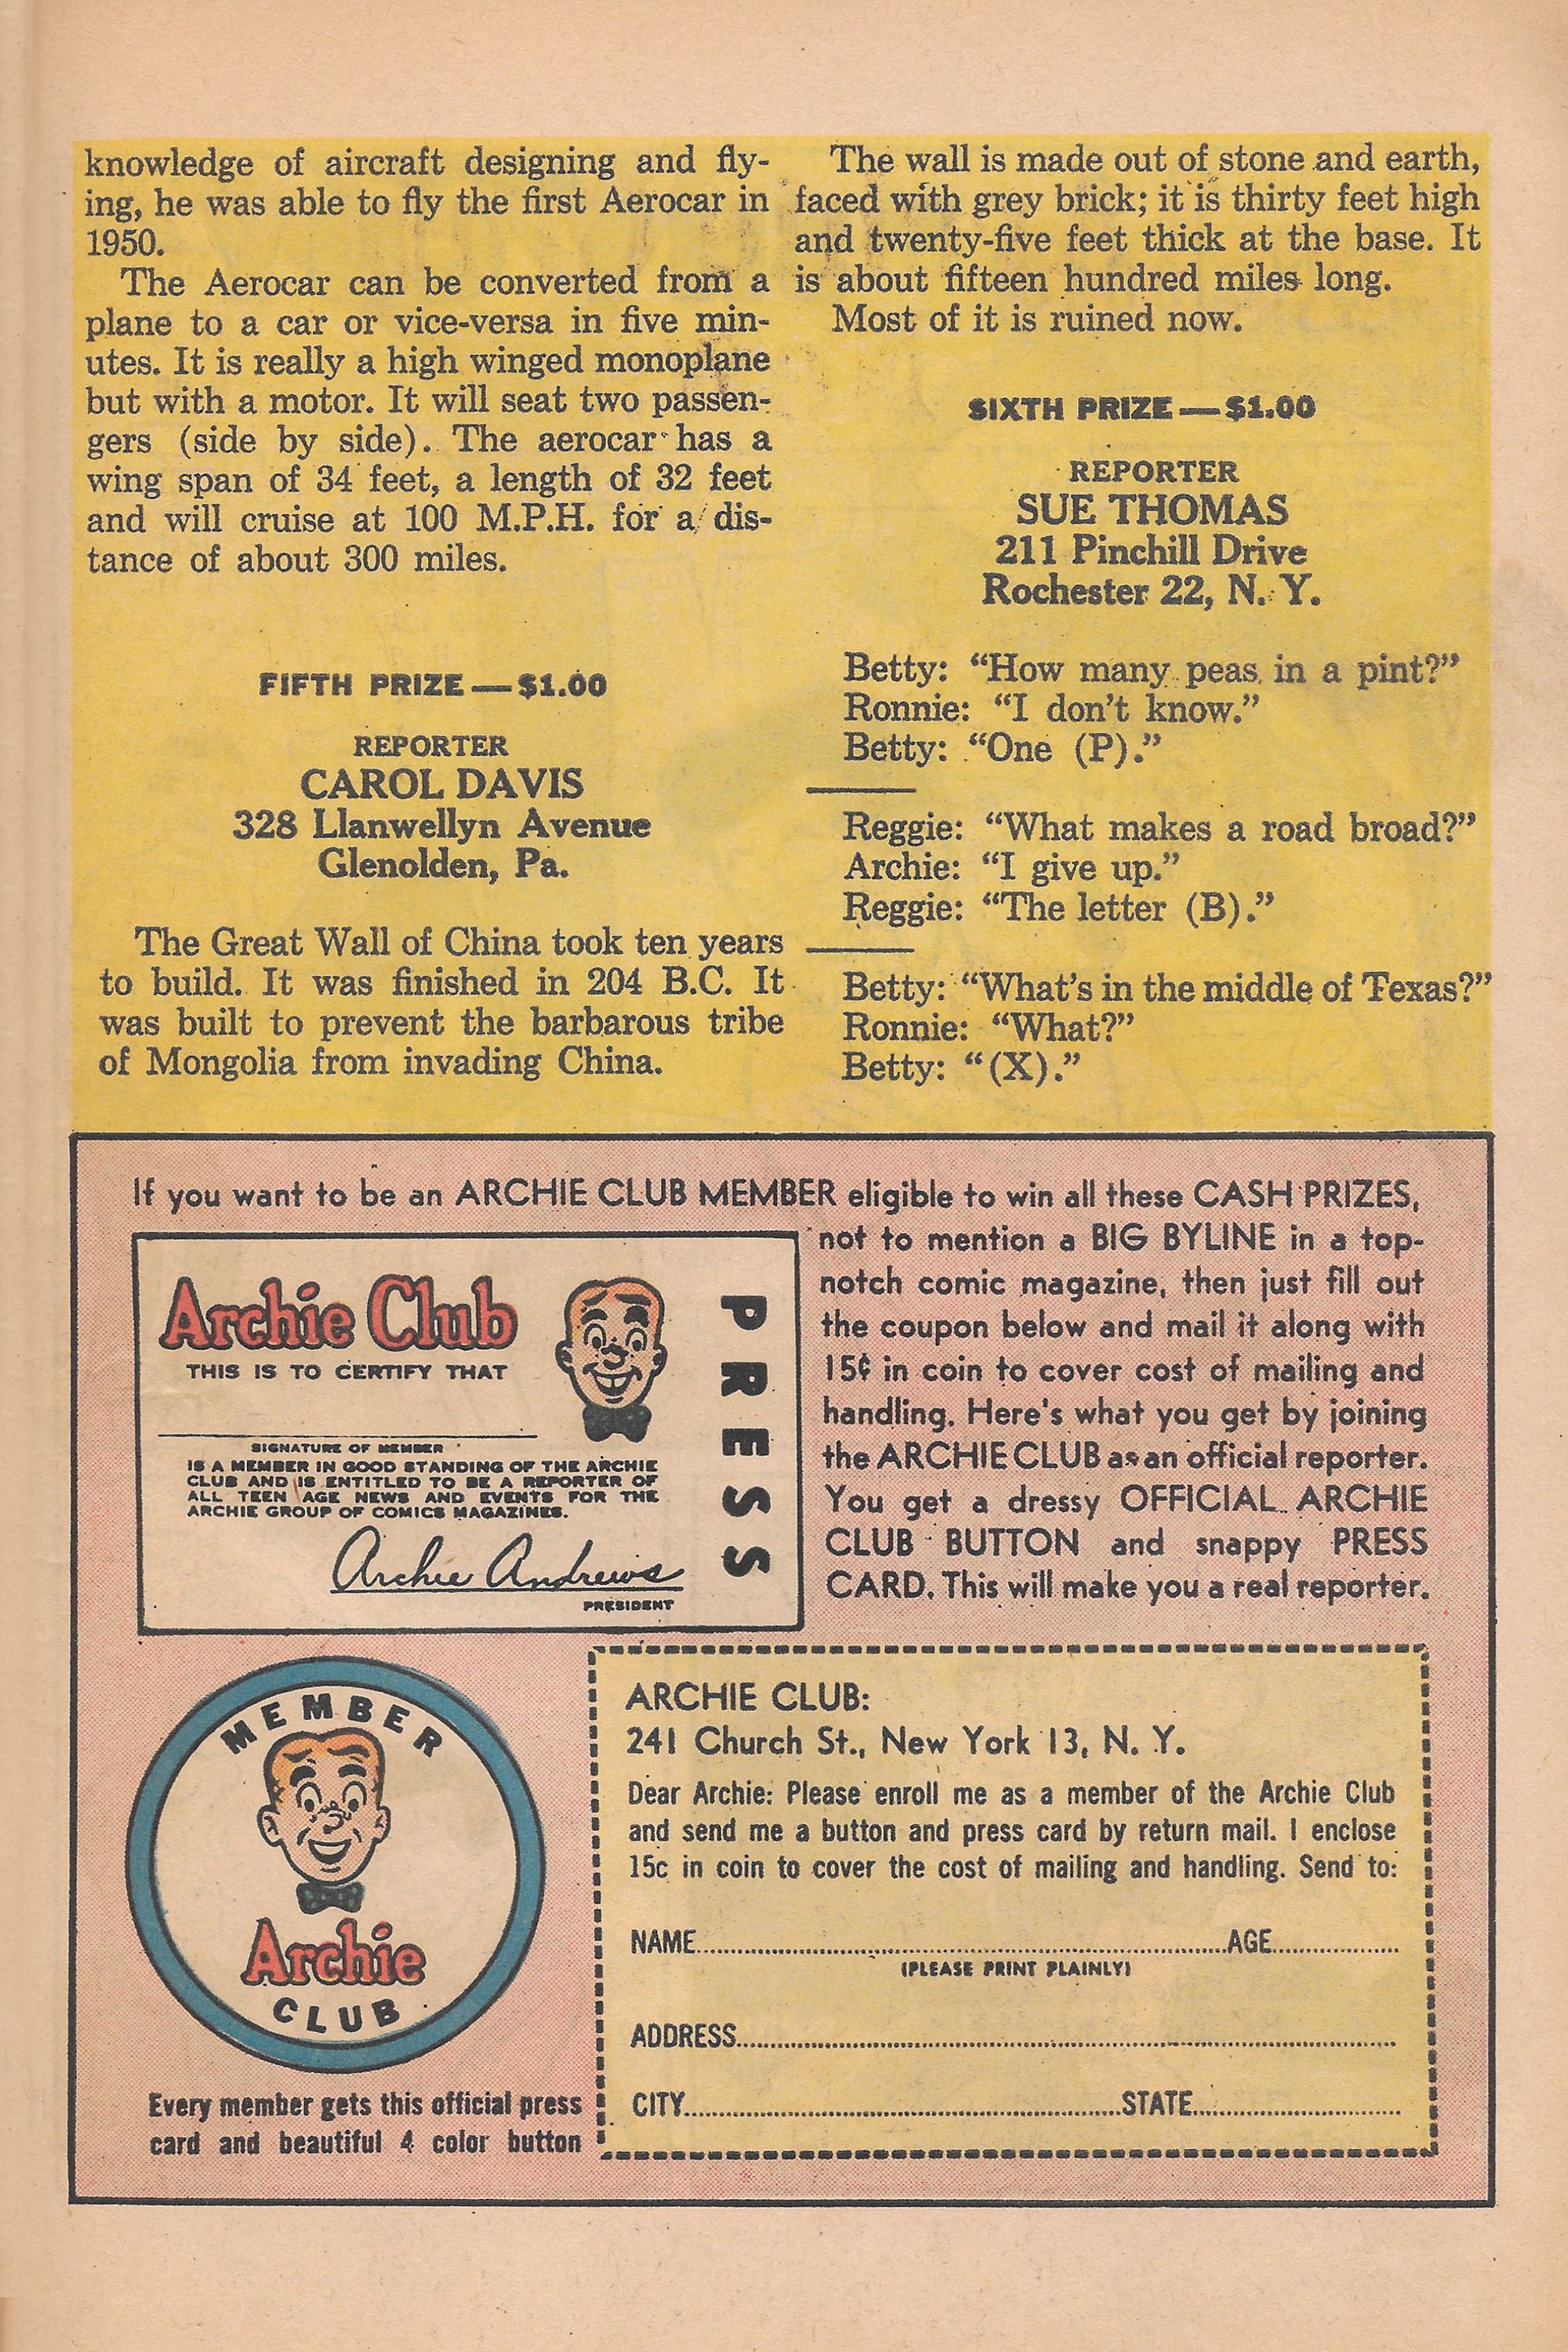 knowledge of aircraft designing and fly-
ing, he was able to fly the first Aerocar in
1950.
The Aerocar can be converted from a
plane to a car or vice-versa in five min-
utes. It is really a high winged monoplane
but with a motor. It will seat two passen-
gers (side by side). The aerocar has a
wing span of 34 feet, a length of 32 feet
and will cruise at 100 M.P.H. for a dis-
tance of about 300 miles.
FIFTH PRIZE—$1.00
REPORTER
CAROL DAVIS
328 Llanwellyn Avenue
Glenolden, Pa.
The Great Wall of China took ten years
to build. It was finished in 204 B.C. It
was built to prevent the barbarous tribe
of Mongolia from invading China.
The wall is made out of stone and earth,
faced with grey brick; it is thirty feet high
and twenty-five feet thick at the base. It
is about fifteen hundred miles long.
Most of it is ruined now.
SIXTH PRIZE—$1.00
REPORTER
SUE THOMAS
211 Pinchill Drive
Rochester 22, N. Y.
Betty: “How many peas in a pint?”
Ronnie: “I don’t know.”
Betty: “One (P).”
Reggie: “What makes a road broad?”
Archie: “I give up.”
Reggie: “The letter (B).”
Betty: “What’s in the middle of Texas?”
Ronnie: “What?”
Betty: “(X).”
If you want to be an ARCHIE CLUB MEMBER eligible to win all these CASH PRIZES,
not to mention a BIG BYLINE in a top-
notch comic magazine, then just fill out
the coupon below and mail it along with
15¢ in coin to cover cost of mailing and
handling. Here's what you get by joining
the ARCHIE CLUB as an official reporter.
You get a dressy OFFICIAL ARCHIE
CLUB BUTTON and snappy PRESS
CARD. This will make you a real reporter.
Archie Club
THIS IS TO CERTIFY THAT
SIGNATURE OF MEMBER
IS A MEMBER IN GOOD STANDING OF THE ARCHIE
CLUB AND IS ENTITLED TO BE A REPORTER OF
ALL TEEN AGE NEWS AND EVENTS FOR THE
ARCHIE GROUP OF COMICS MAGAZINES.
Archie Andrews
PRESIDENT
PRESS
MEMBER
Archie
CLUB
Every member gets this official press
card and beautiful 4 color button
ARCHIE CLUB:
241 Church St., New York 13, N. Y.
Dear Archie: Please enroll me as a member of the Archie Club
and send me a button and press card by return mail. I enclose
15c in coin to cover the cost of mailing and handling. Send to:
NAME..........AGE..........
(PLEASE PRINT PLAINLY)
ADDRESS..........
CITY..........STATE..........